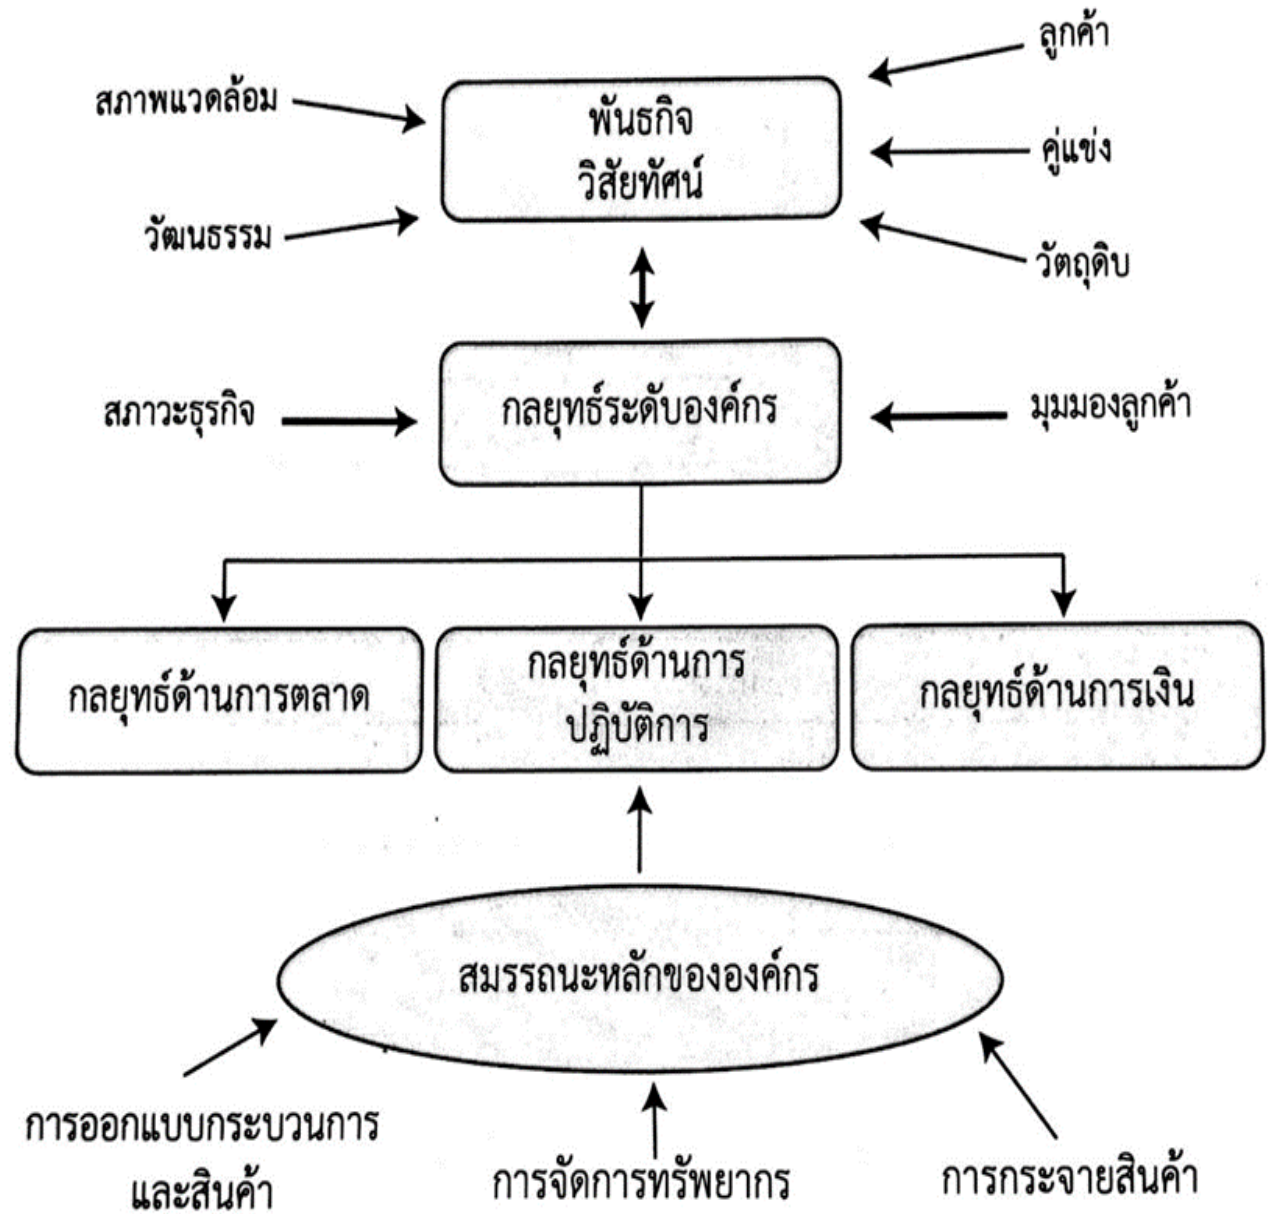 ลูกค้า
สภาพแวดล้อม
พันธกิจ
วิสัยทัศน์
คู่แข่ง
วัฒนธรรม
วัตถุดิบ
สภาวะธุรกิจ
กลยุทธ์ระดับองค์กร
มุมมองลูกค้า
กลยุทธ์ด้านการตลาด
กลยุทธ์ด้านการ
ปฏิบัติการ
กลยุทธ์ด้านการเงิน
สมรรถนะหลักขององค์กร
การออกแบบกระบวนการ
และสินค้า
การจัดการทรัพยากร
การกระจายสินค้า